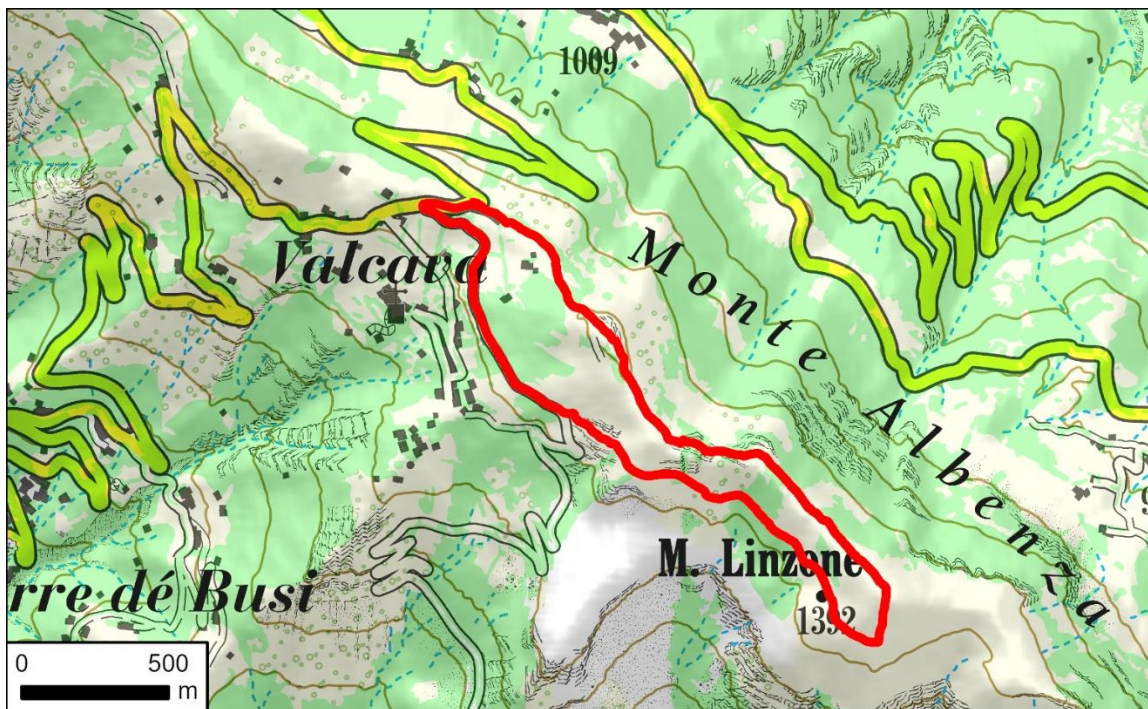 1009
Valcava
Monte Albenza
M. Linzone
1392
rre dé Busi
0 500
m